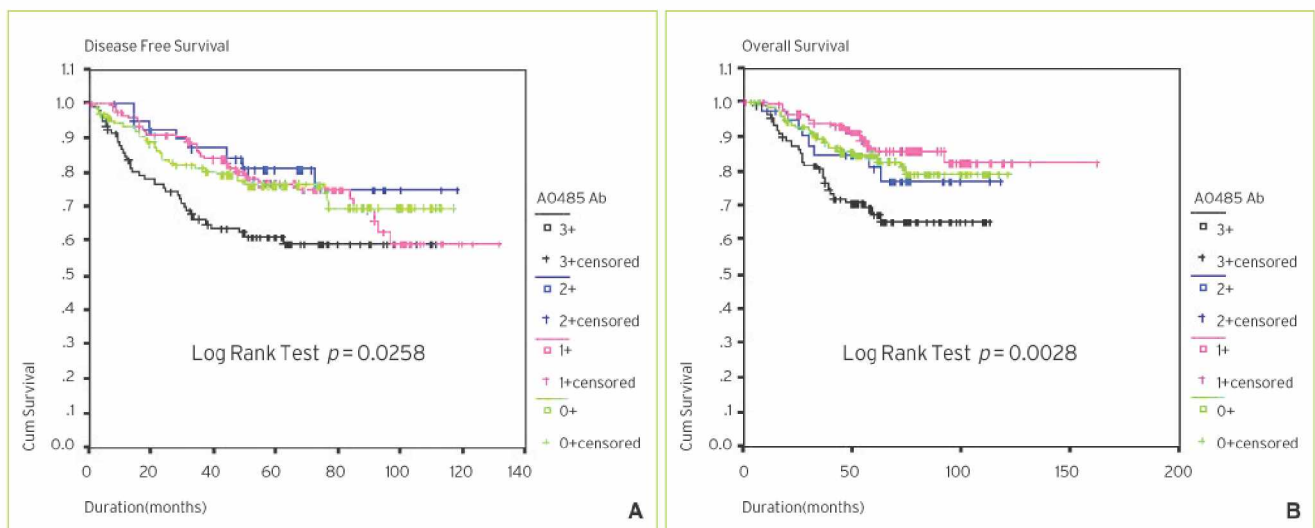 Disease Free Survival
1.1
1.0
.9
.8
.7
.6
.5
.4
.3
.2
.1
0.0
Cum Survival
Log Rank Test p = 0.0258
0 20 40 60 80 100 120 140
Duration(months)
AO485 Ab
3+
3+censored
2+
2+censored
1+
1+censored
0+
0+censored
A
Overall Survival
1.1
1.0
.9
.8
.7
.6
.5
.4
.3
.2
.1
0.0
Cum Survival
Log Rank Test p = 0.0028
0 50 100 150 200
Duration(months)
AO485 Ab
3+
3+censored
2+
2+censored
1+
1+censored
0+
0+censored
B